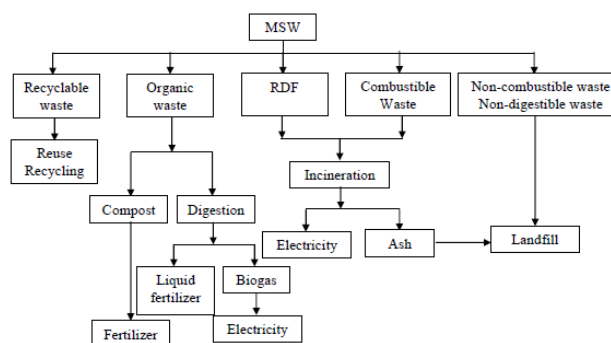 MSW
Recyclable
waste
Organic
waste
RDF
Combustible
Waste
Non-combustible waste
Non-digestible waste
Reuse
Recycling
Incineration
Compost
Digestion
Electricity
Ash
Landfill
Liquid
fertilizer
Biogas
Fertilizer
Electricity